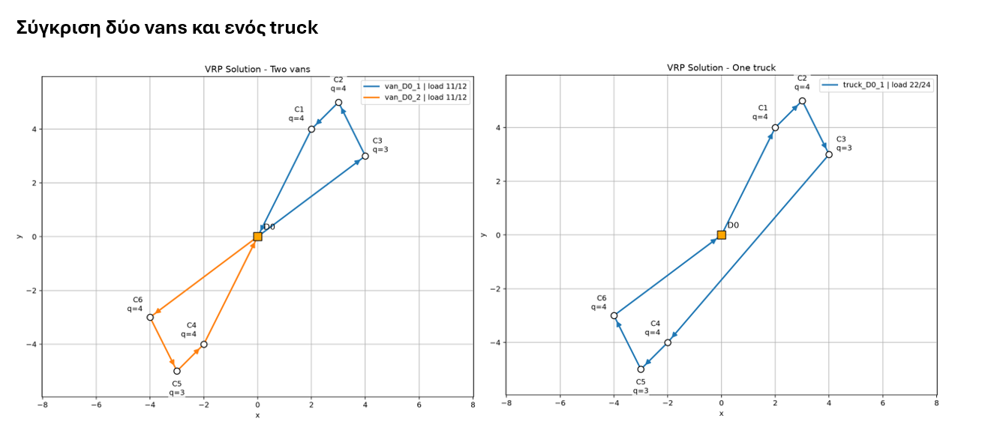 Σύγκριση δύο vans και ενός truck
VRP Solution - Two vans
van_D0_1 | load 11/12
van_D0_2 | load 11/12
C2
q=4
C1
q=4
C3
q=3
D0
C6
q=4
C4
q=4
C5
q=3
4
2
0
−2
−4
y
−8
−6
−4
−2
0
2
4
6
8
x
VRP Solution - One truck
truck_D0_1 | load 22/24
C2
q=4
C1
q=4
C3
q=3
D0
C6
q=4
C4
q=4
C5
q=3
4
2
0
−2
−4
y
−8
−6
−4
−2
0
2
4
6
8
x